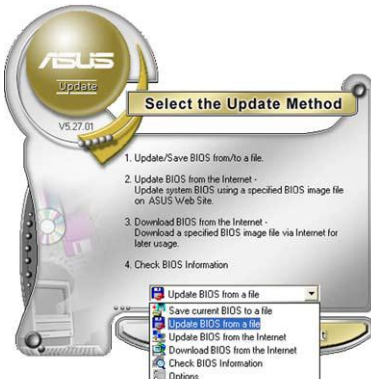 ASUS
Update
V5.27.01
Select the Update Method
1. Update/Save BIOS from/to a file.
2. Update BIOS from the Internet -
Update system BIOS using a specified BIOS image file
on ASUS Web Site.
3. Download BIOS from the Internet -
Download a specified BIOS image file via Internet for
later usage.
4. Check BIOS Information
Update BIOS from a file
Save current BIOS to a file
Update BIOS from a file
Update BIOS from the Internet
Download BIOS from the Internet
Check BIOS Information
Options